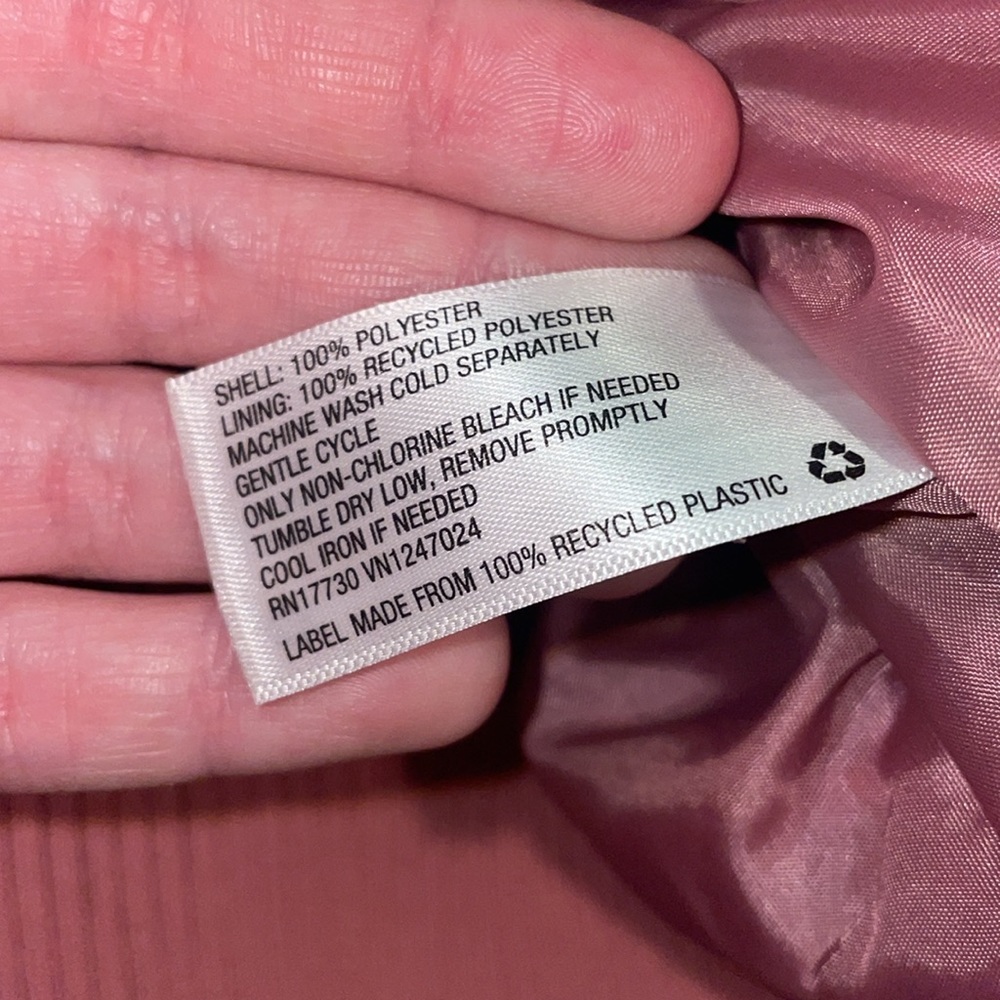 SHELL: 100% POLYESTER
LINING: 100% RECYCLED POLYESTER
MACHINE WASH COLD SEPARATELY
GENTLE CYCLE
ONLY NON-CHLORINE BLEACH IF NEEDED
TUMBLE DRY LOW, REMOVE PROMPTLY
COOL IRON IF NEEDED
RN17730 VN1247024
LABEL MADE FROM 100% RECYCLED PLASTIC